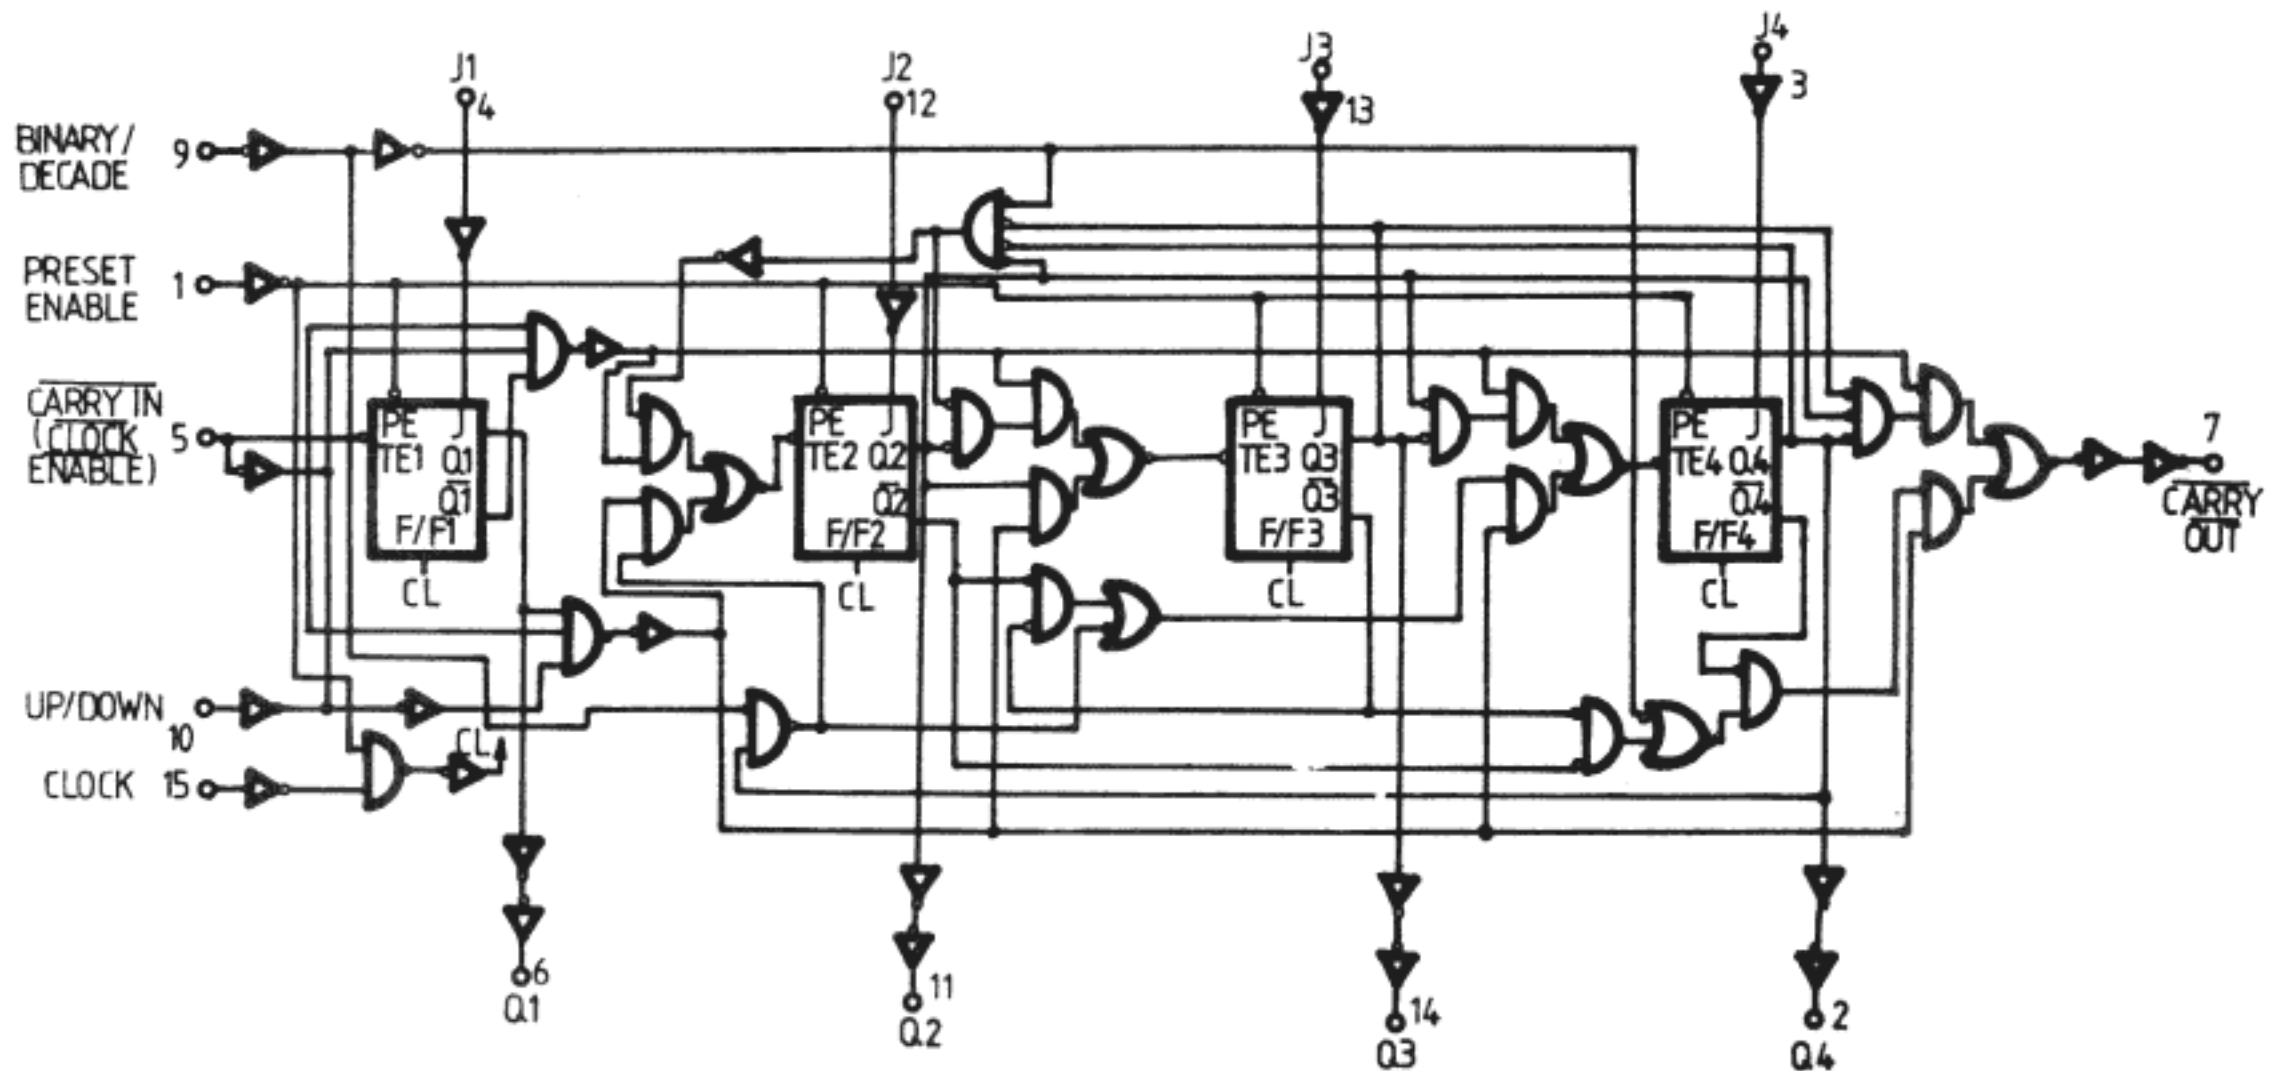 J1
4
J2
12
J3
13
J4
3
BINARY/
DECADE
9
PRESET
ENABLE
1
CARRY IN
(CLOCK
ENABLE)
5
PE
J
TE1 Q1
Q1
F/F1
CL
PE
J
TE2 Q2
Q2
F/F2
CL
PE
J
TE3 Q3
Q3
F/F3
CL
PE
J
TE4 Q4
Q4
F/F4
CL
7
CARRY
OUT
UP/DOWN
10
CL
CLOCK 15
6
Q1
11
Q2
14
Q3
2
Q4